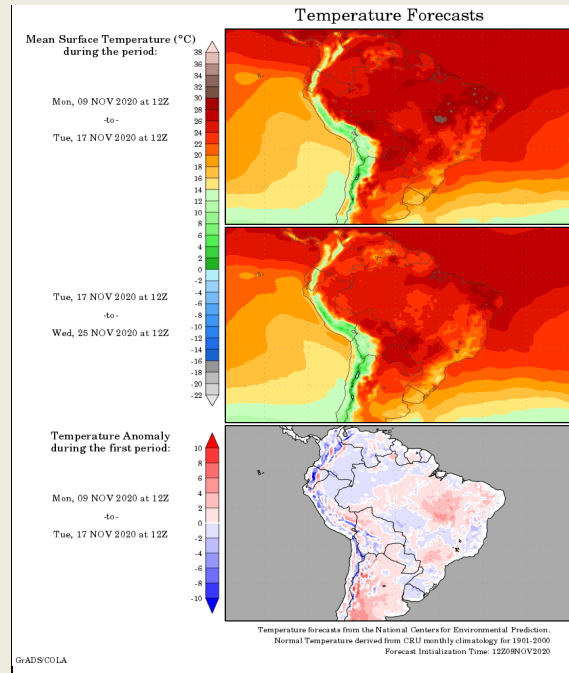 Temperature Forecasts
Mean Surface Temperature (°C)
during the period:
Mon, 09 NOV 2020 at 12Z
-to-
Tue, 17 NOV 2020 at 12Z
38
36
34
32
30
28
26
24
22
20
18
16
14
12
10
8
6
4
2
0
-2
-4
-6
-8
-10
-12
-14
-16
-18
-20
-22
Tue, 17 NOV 2020 at 12Z
-to-
Wed, 25 NOV 2020 at 12Z
Temperature Anomaly
during the first period:
Mon, 09 NOV 2020 at 12Z
-to-
Tue, 17 NOV 2020 at 12Z
10
8
6
4
2
0
-2
-4
-6
-8
-10
Temperature forecasts from the National Centers for Environmental Prediction.
Normal Temperature derived from CRU monthly climatology for 1901-2000
Forecast Initialization Time: 12Z09NOV2020
GrADS/COLA